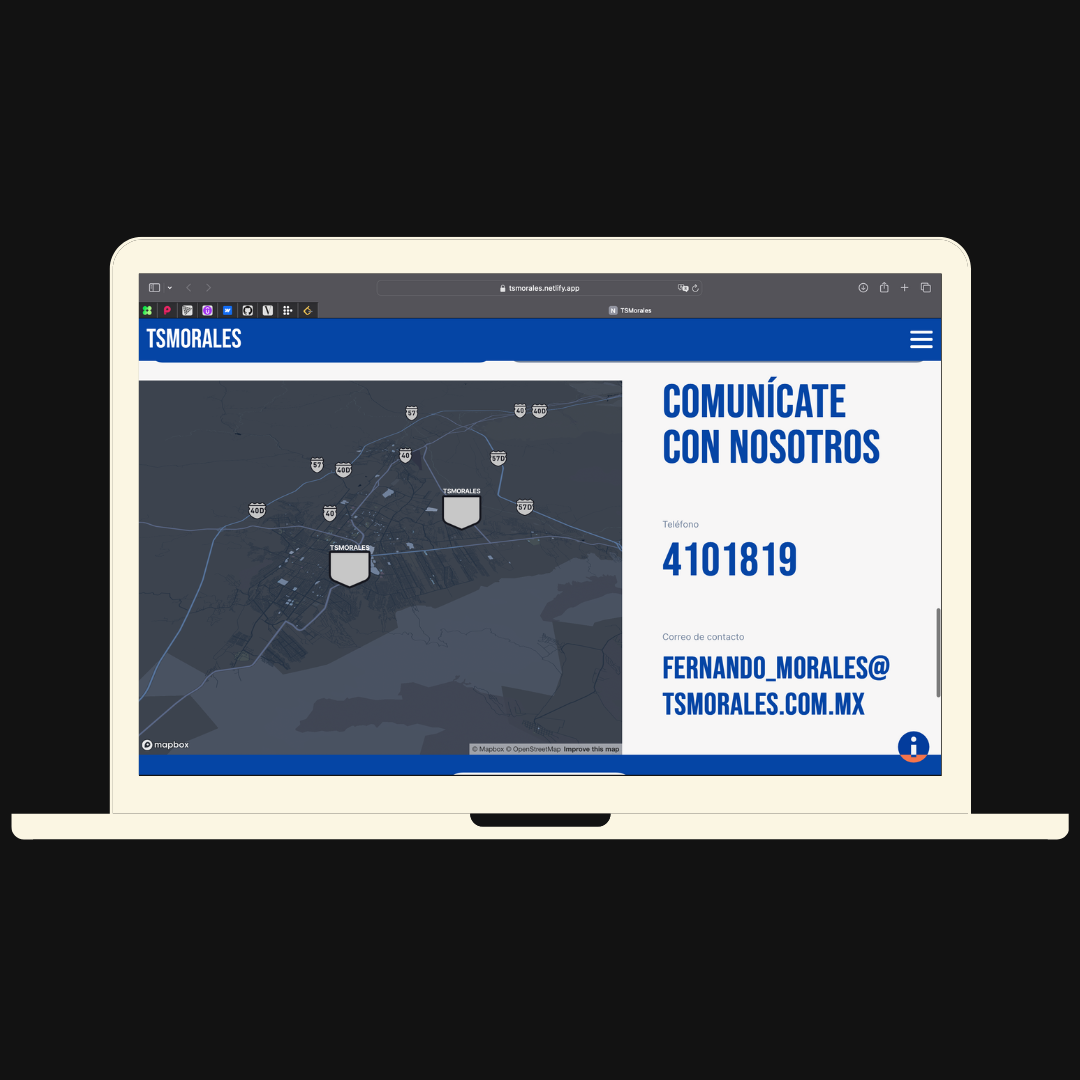 tsmorales.netlify.app
N TSMorales
TSMORALES
57
40
40D
57
40D
40
57D
40D
40
57D
TSMORALES
TSMORALES
mapbox
© Mapbox © OpenStreetMap Improve this map
COMUNÍCATE
CON NOSOTROS
Teléfono
4101819
Correo de contacto
FERNANDO_MORALES@
TSMORALES.COM.MX